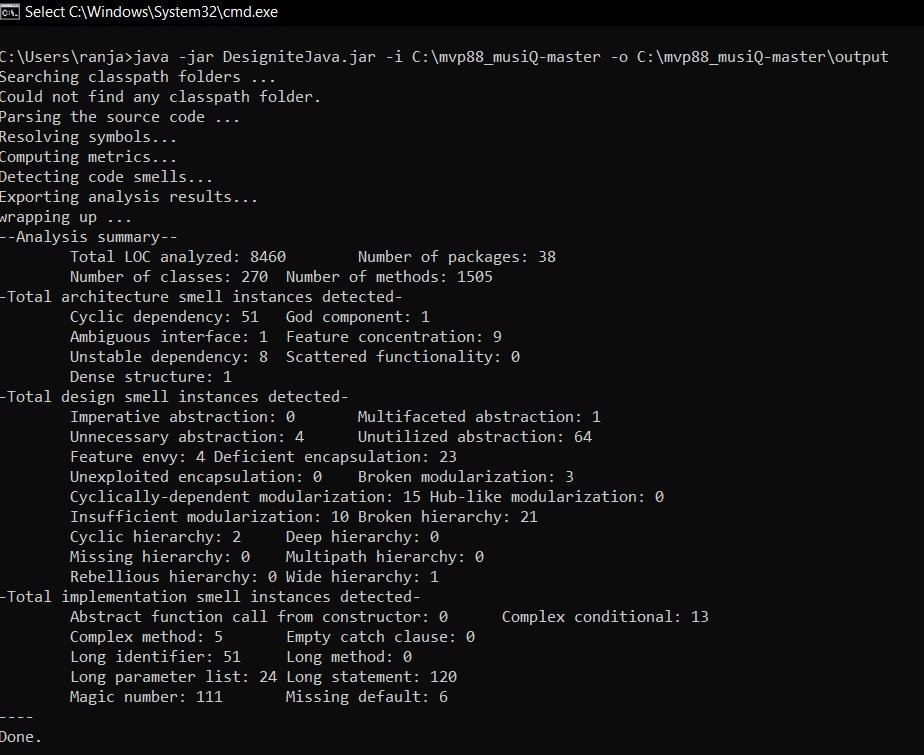 Select C:\Windows\System32\cmd.exe
C:\Users\ranja>java -jar DesigniteJava.jar -i C:\mvp88_musiQ-master -o C:\mvp88_musiQ-master\output
Searching classpath folders ...
Could not find any classpath folder.
Parsing the source code ...
Resolving symbols...
Computing metrics...
Detecting code smells...
Exporting analysis results...
wrapping up ...
--Analysis summary--
Total LOC analyzed: 8460 Number of packages: 38
Number of classes: 270 Number of methods: 1505
-Total architecture smell instances detected-
Cyclic dependency: 51 God component: 1
Ambiguous interface: 1 Feature concentration: 9
Unstable dependency: 8 Scattered functionality: 0
Dense structure: 1
-Total design smell instances detected-
Imperative abstraction: 0 Multifaceted abstraction: 1
Unnecessary abstraction: 4 Unutilized abstraction: 64
Feature envy: 4 Deficient encapsulation: 23
Unexploited encapsulation: 0 Broken modularization: 3
Cyclically-dependent modularization: 15 Hub-like modularization: 0
Insufficient modularization: 10 Broken hierarchy: 21
Cyclic hierarchy: 2 Deep hierarchy: 0
Missing hierarchy: 0 Multipath hierarchy: 0
Rebellious hierarchy: 0 Wide hierarchy: 1
-Total implementation smell instances detected-
Abstract function call from constructor: 0 Complex conditional: 13
Complex method: 5 Empty catch clause: 0
Long identifier: 51 Long method: 0
Long parameter list: 24 Long statement: 120
Magic number: 111 Missing default: 6
----
Done.